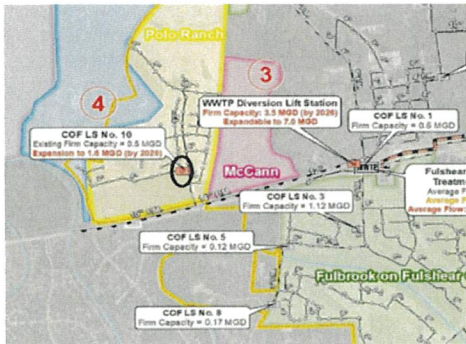 Polo Ranch
3
4
WWTP Diversion Lift Station
Firm Capacity: 3.5 MGD (by 2026)
Expandable to 7.0 MGD
COF LS No. 1
Firm Capacity = 0.6 MGD
COF LS No. 10
Existing Firm Capacity = 0.5 MGD
Expansion to 1.6 MGD (by 2026)
McCann
WWTP
Fulshear
Treatm
Average F
Average F
Average Flow
COF LS No. 3
Firm Capacity = 1.12 MGD
COF LS No. 5
Firm Capacity = 0.12 MGD
Fulbrook on Fulshear
COF LS No. 8
Firm Capacity = 0.17 MGD